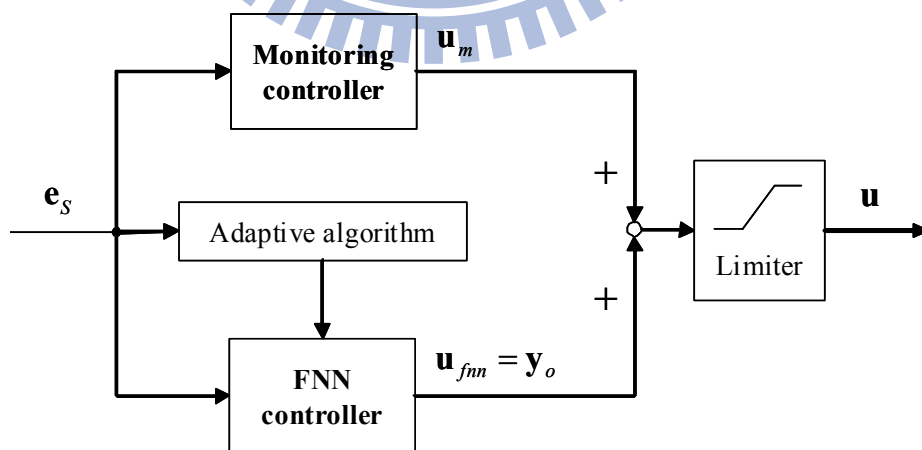 Monitoring
controller
u_m
e_S
Adaptive algorithm
+
+
Limiter
u
FNN
controller
u_fnn = y_o